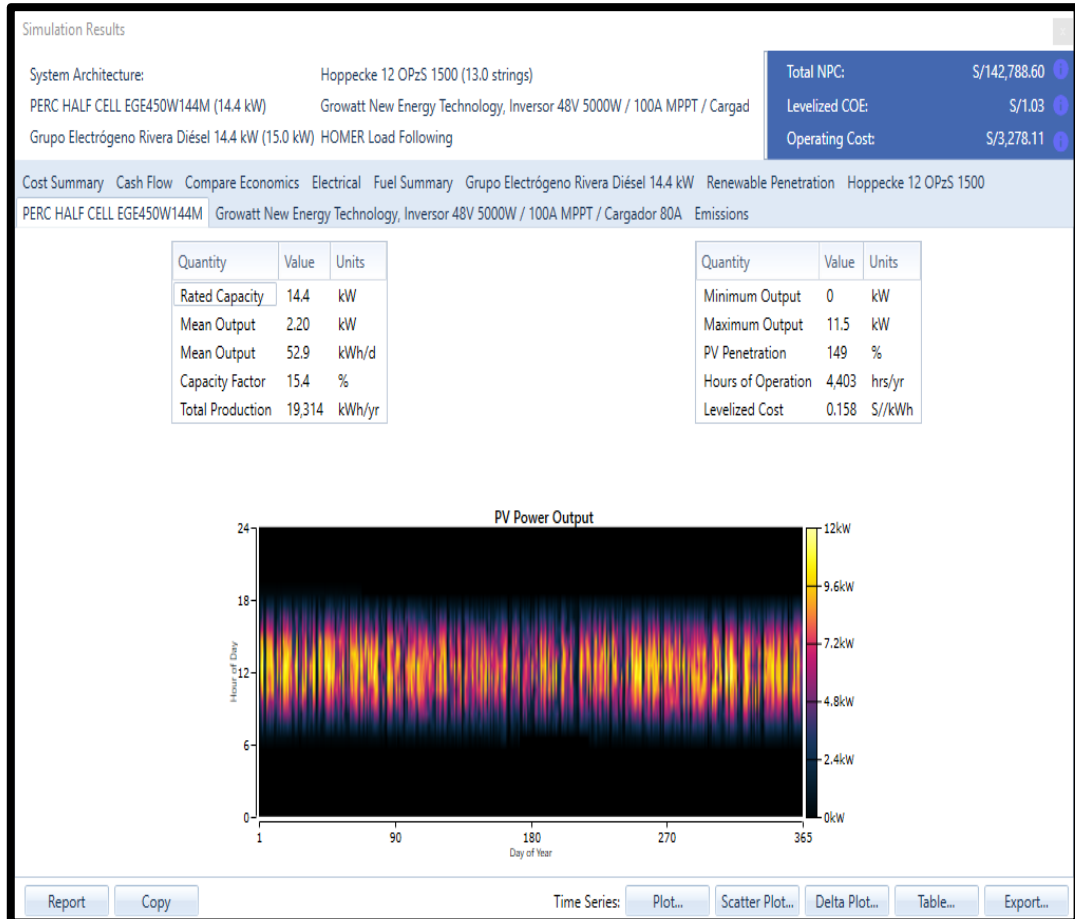 Simulation Results
System Architecture: Hoppecke 12 OPzS 1500 (13.0 strings)
PERC HALF CELL EGE450W144M (14.4 kW) Growatt New Energy Technology, Inversor 48V 5000W / 100A MPPT / Cargad
Grupo Electrógeno Rivera Diésel 14.4 kW (15.0 kW) HOMER Load Following
Total NPC: S/142,788.60
Levelized COE: S/1.03
Operating Cost: S/3,278.11
Cost Summary Cash Flow Compare Economics Electrical Fuel Summary Grupo Electrógeno Rivera Diésel 14.4 kW Renewable Penetration Hoppecke 12 OPzS 1500
PERC HALF CELL EGE450W144M Growatt New Energy Technology, Inversor 48V 5000W / 100A MPPT / Cargador 80A Emissions
Quantity Value Units
Rated Capacity 14.4 kW
Mean Output 2.20 kW
Mean Output 52.9 kWh/d
Capacity Factor 15.4 %
Total Production 19,314 kWh/yr
Quantity Value Units
Minimum Output 0 kW
Maximum Output 11.5 kW
PV Penetration 149 %
Hours of Operation 4,403 hrs/yr
Levelized Cost 0.158 S//kWh
PV Power Output
24
18
12
6
0
Hour of Day
1 90 180 270 365
Day of Year
12kW
9.6kW
7.2kW
4.8kW
2.4kW
0kW
Report Copy Time Series: Plot... Scatter Plot... Delta Plot... Table... Export...